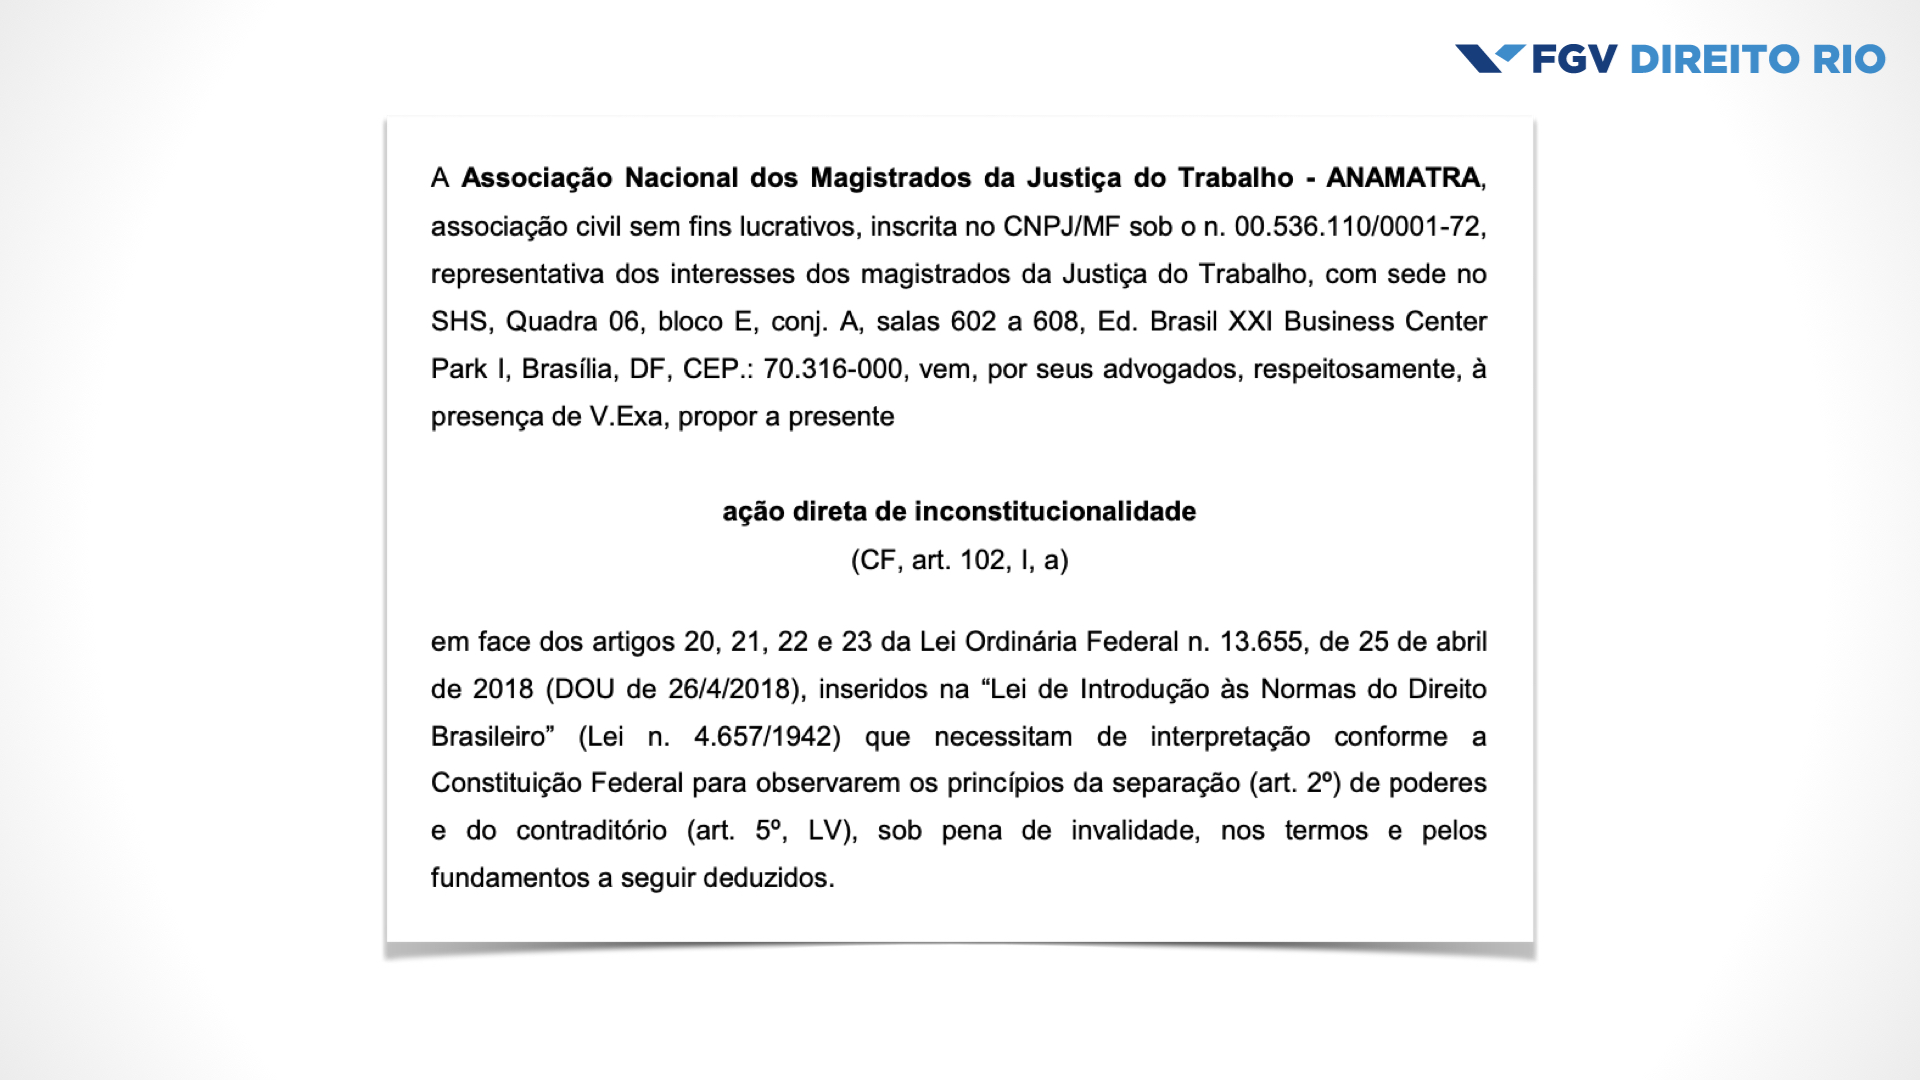 FGV DIREITO RIO
A Associação Nacional dos Magistrados da Justiça do Trabalho - ANAMATRA,
associação civil sem fins lucrativos, inscrita no CNPJ/MF sob o n. 00.536.110/0001-72,
representativa dos interesses dos magistrados da Justiça do Trabalho, com sede no
SHS, Quadra 06, bloco E, conj. A, salas 602 a 608, Ed. Brasil XXI Business Center
Park I, Brasília, DF, CEP.: 70.316-000, vem, por seus advogados, respeitosamente, à
presença de V.Exa, propor a presente
ação direta de inconstitucionalidade
(CF, art. 102, I, a)
em face dos artigos 20, 21, 22 e 23 da Lei Ordinária Federal n. 13.655, de 25 de abril
de 2018 (DOU de 26/4/2018), inseridos na “Lei de Introdução às Normas do Direito
Brasileiro” (Lei n. 4.657/1942) que necessitam de interpretação conforme a
Constituição Federal para observarem os princípios da separação (art. 2º) de poderes
e do contraditório (art. 5º, LV), sob pena de invalidade, nos termos e pelos
fundamentos a seguir deduzidos.